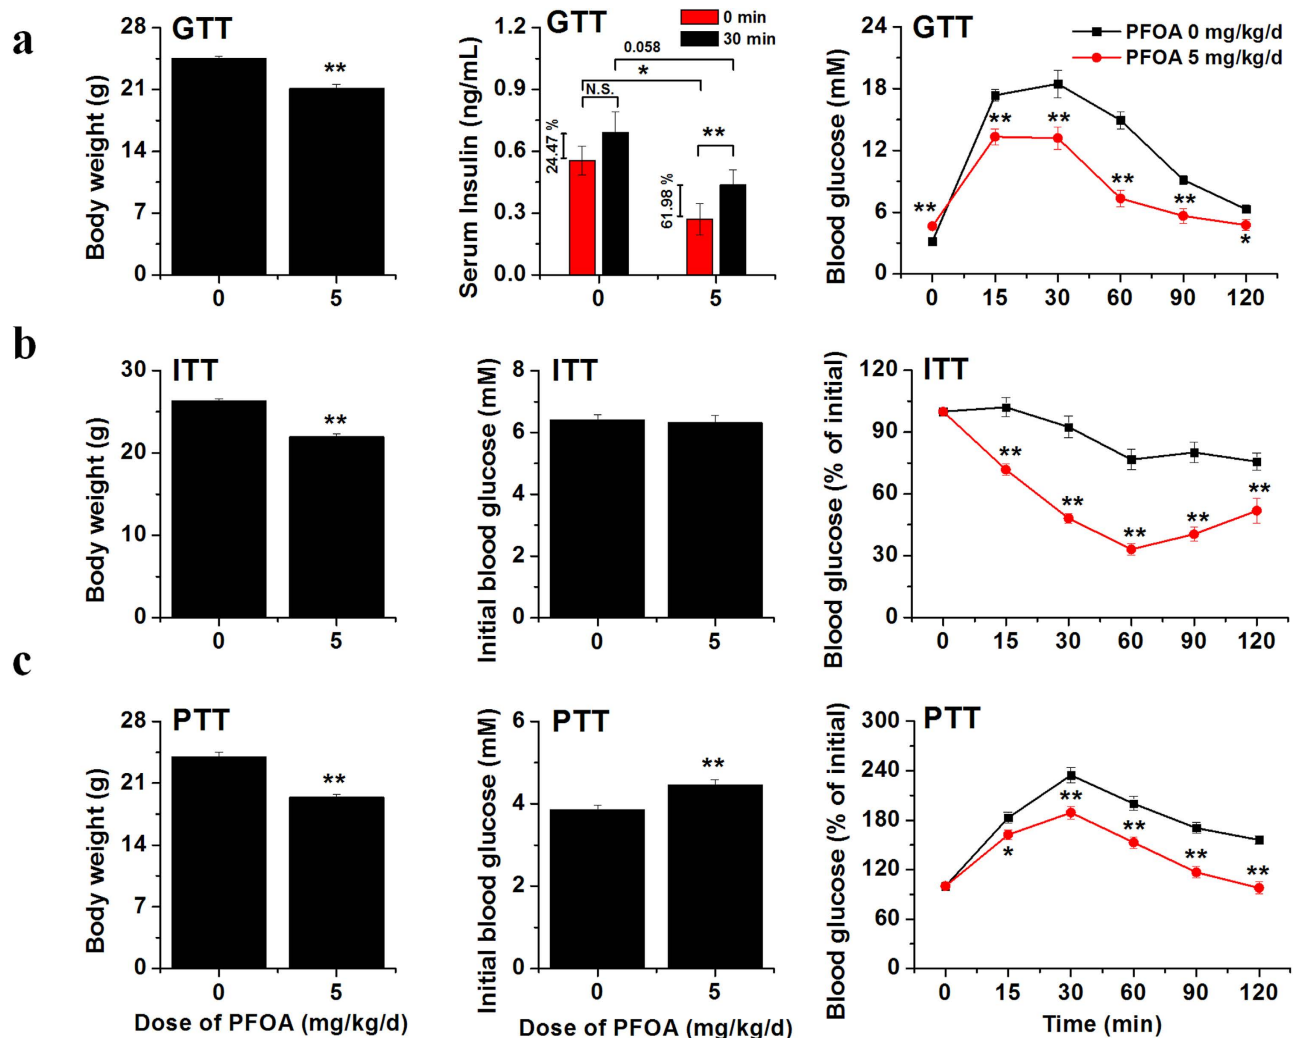 a
GTT
Body weight (g)
28
21
14
7
0
**
0
5
GTT
0 min
30 min
Serum Insulin (ng/mL)
1.2
0.9
0.6
0.3
0.0
0.058
*
N.S.
**
24.47 %
61.98 %
0
5
GTT
PFOA 0 mg/kg/d
PFOA 5 mg/kg/d
Blood glucose (mM)
24
18
12
6
0
** ** ** ** ** *
0 15 30 60 90 120
b
ITT
Body weight (g)
30
20
10
0
**
0
5
ITT
Initial blood glucose (mM)
8
6
4
2
0
0
5
ITT
Blood glucose (% of initial)
120
90
60
30
0
** ** ** ** **
0 15 30 60 90 120
c
PTT
Body weight (g)
28
21
14
7
0
**
0
5
Dose of PFOA (mg/kg/d)
PTT
Initial blood glucose (mM)
6
4
2
0
**
0
5
Dose of PFOA (mg/kg/d)
PTT
Blood glucose (% of initial)
300
240
180
120
60
0
* ** ** ** **
0 15 30 60 90 120
Time (min)